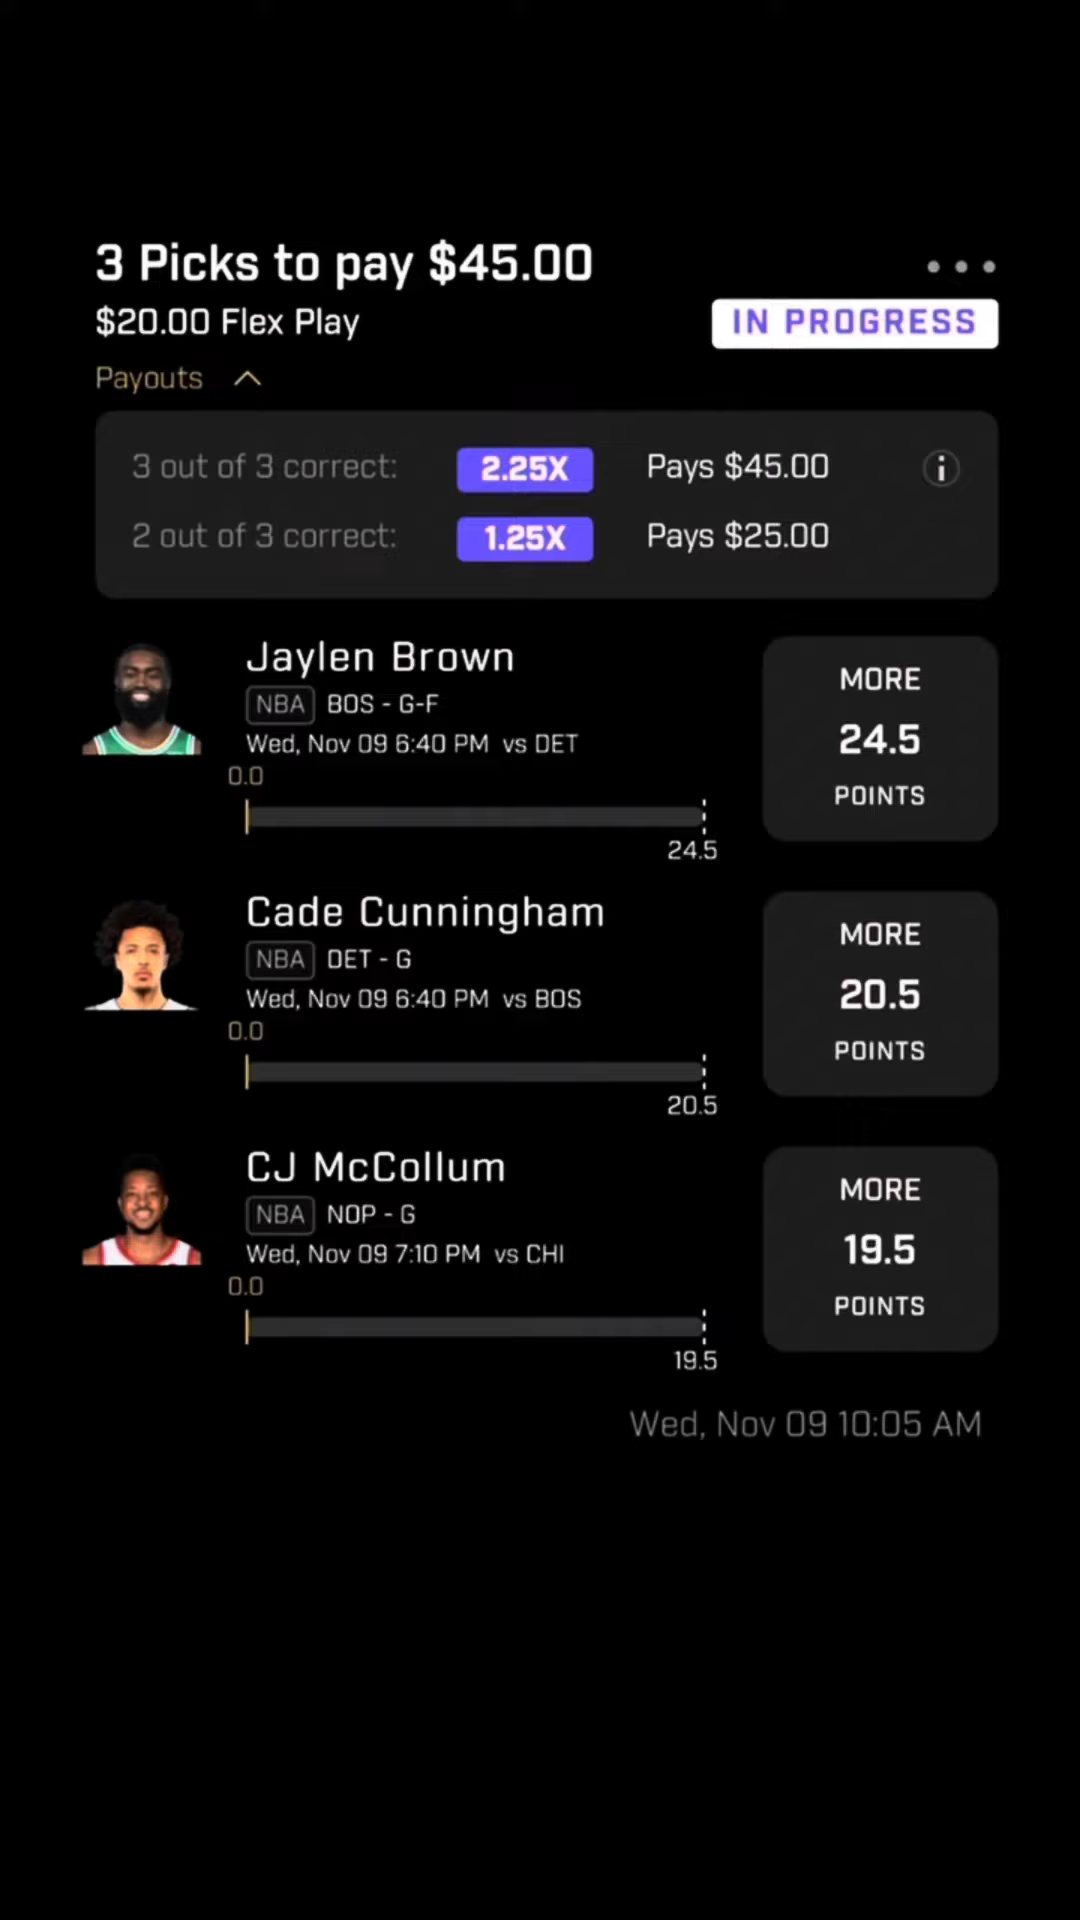 3 Picks to pay $45.00
$20.00 Flex Play
IN PROGRESS
Payouts
3 out of 3 correct: 2.25X Pays $45.00
2 out of 3 correct: 1.25X Pays $25.00
Jaylen Brown
NBA BOS - G-F
Wed, Nov 09 6:40 PM vs DET
0.0
24.5
MORE
24.5
POINTS
Cade Cunningham
NBA DET - G
Wed, Nov 09 6:40 PM vs BOS
0.0
20.5
MORE
20.5
POINTS
CJ McCollum
NBA NOP - G
Wed, Nov 09 7:10 PM vs CHI
0.0
19.5
MORE
19.5
POINTS
Wed, Nov 09 10:05 AM